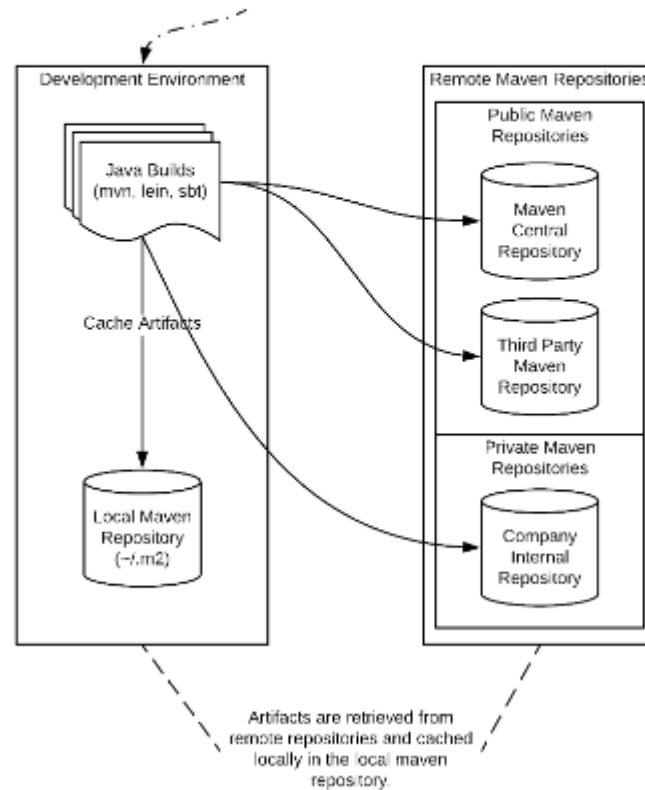 Development Environment
Java Builds
(mvn, lein, sbt)
Cache Artifacts
Local Maven
Repository
(~/.m2)
Remote Maven Repositories
Public Maven
Repositories
Maven
Central
Repository
Third Party
Maven
Repository
Private Maven
Repositories
Company
Internal
Repository
Artifacts are retrieved from
remote repositories and cached
locally in the local maven
repository.